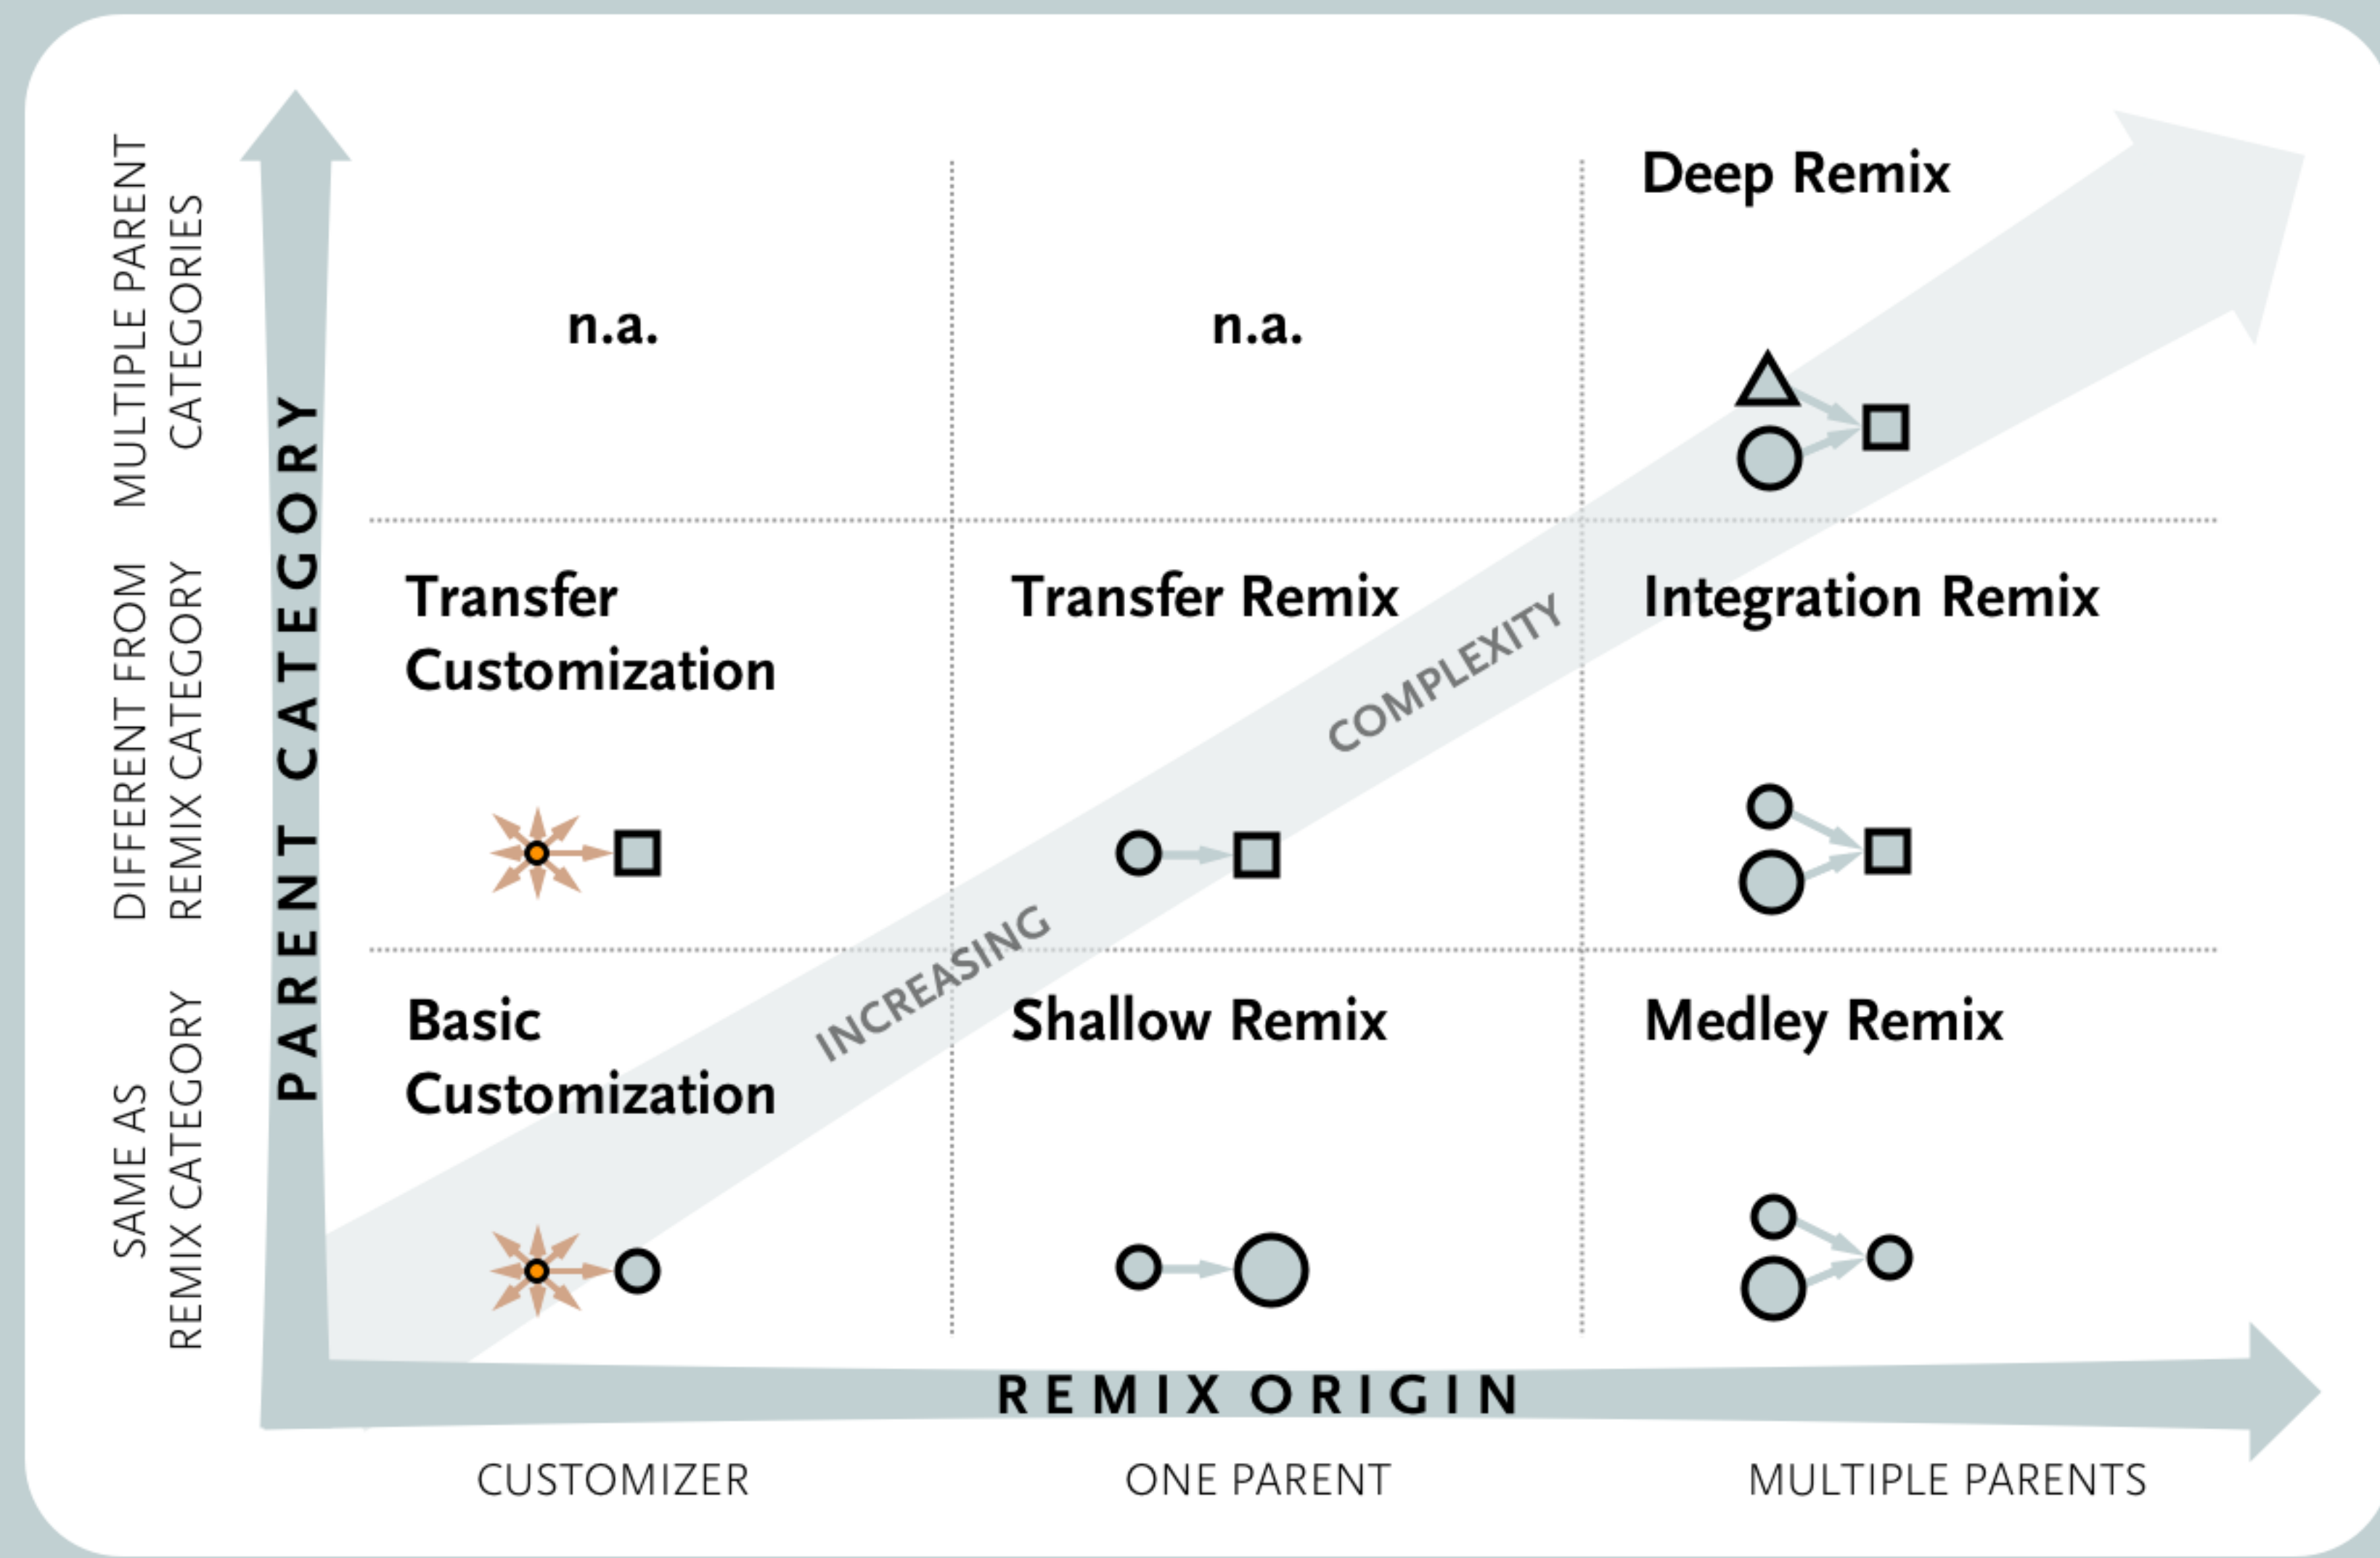 MULTIPLE PARENT
CATEGORIES
DIFFERENT FROM
REMIX CATEGORY
SAME AS
REMIX CATEGORY
PARENT CATEGORY
n.a.
n.a.
Deep Remix
Transfer
Customization
Transfer Remix
Integration Remix
Basic
Customization
Shallow Remix
Medley Remix
INCREASING
COMPLEXITY
REMIX ORIGIN
CUSTOMIZER
ONE PARENT
MULTIPLE PARENTS